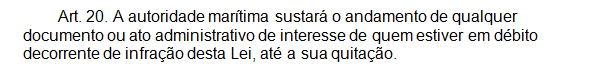 Art. 20. A autoridade marítima sustará o andamento de qualquer
documento ou ato administrativo de interesse de quem estiver em débito
decorrente de infração desta Lei, até a sua quitação.